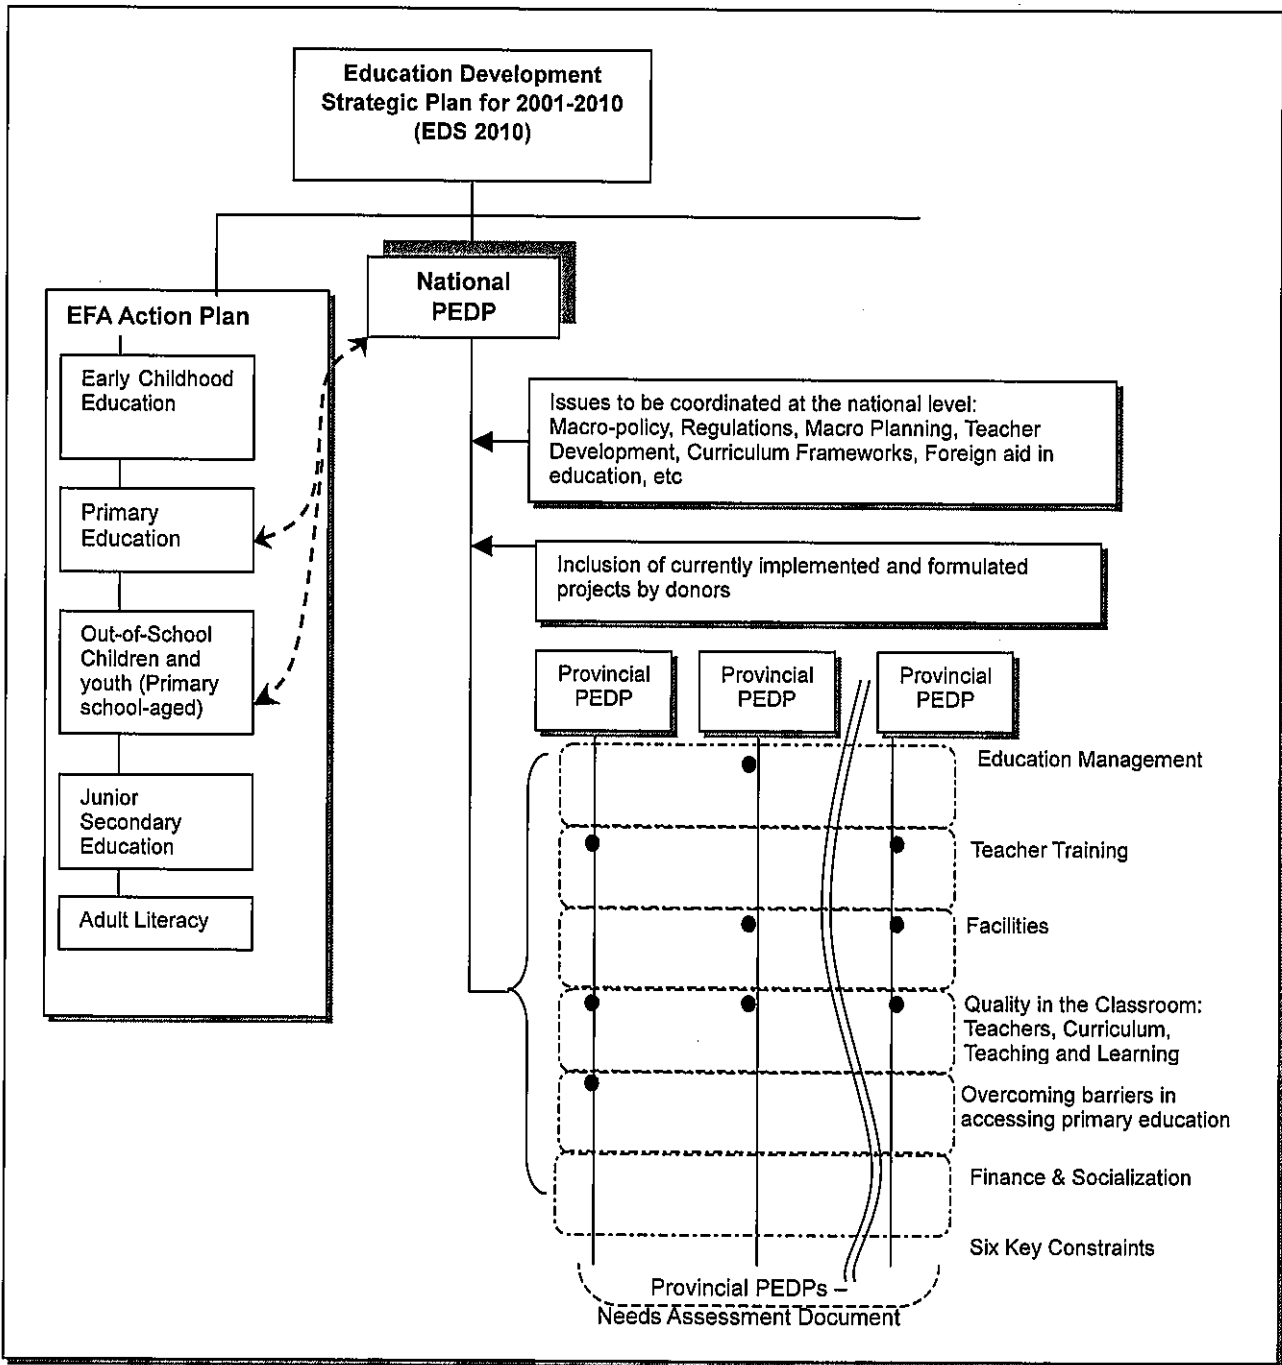 Education Development
Strategic Plan for 2001-2010
(EDS 2010)
National
PEDP
EFA Action Plan
Early Childhood
Education
Primary
Education
Out-of-School
Children and
youth (Primary
school-aged)
Junior
Secondary
Education
Adult Literacy
Issues to be coordinated at the national level:
Macro-policy, Regulations, Macro Planning, Teacher
Development, Curriculum Frameworks, Foreign aid in
education, etc
Inclusion of currently implemented and formulated
projects by donors
Provincial
PEDP
Provincial
PEDP
Provincial
PEDP
Education Management
Teacher Training
Facilities
Quality in the Classroom:
Teachers, Curriculum,
Teaching and Learning
Overcoming barriers in
accessing primary education
Finance & Socialization
Six Key Constraints
Provincial PEDPs –
Needs Assessment Document